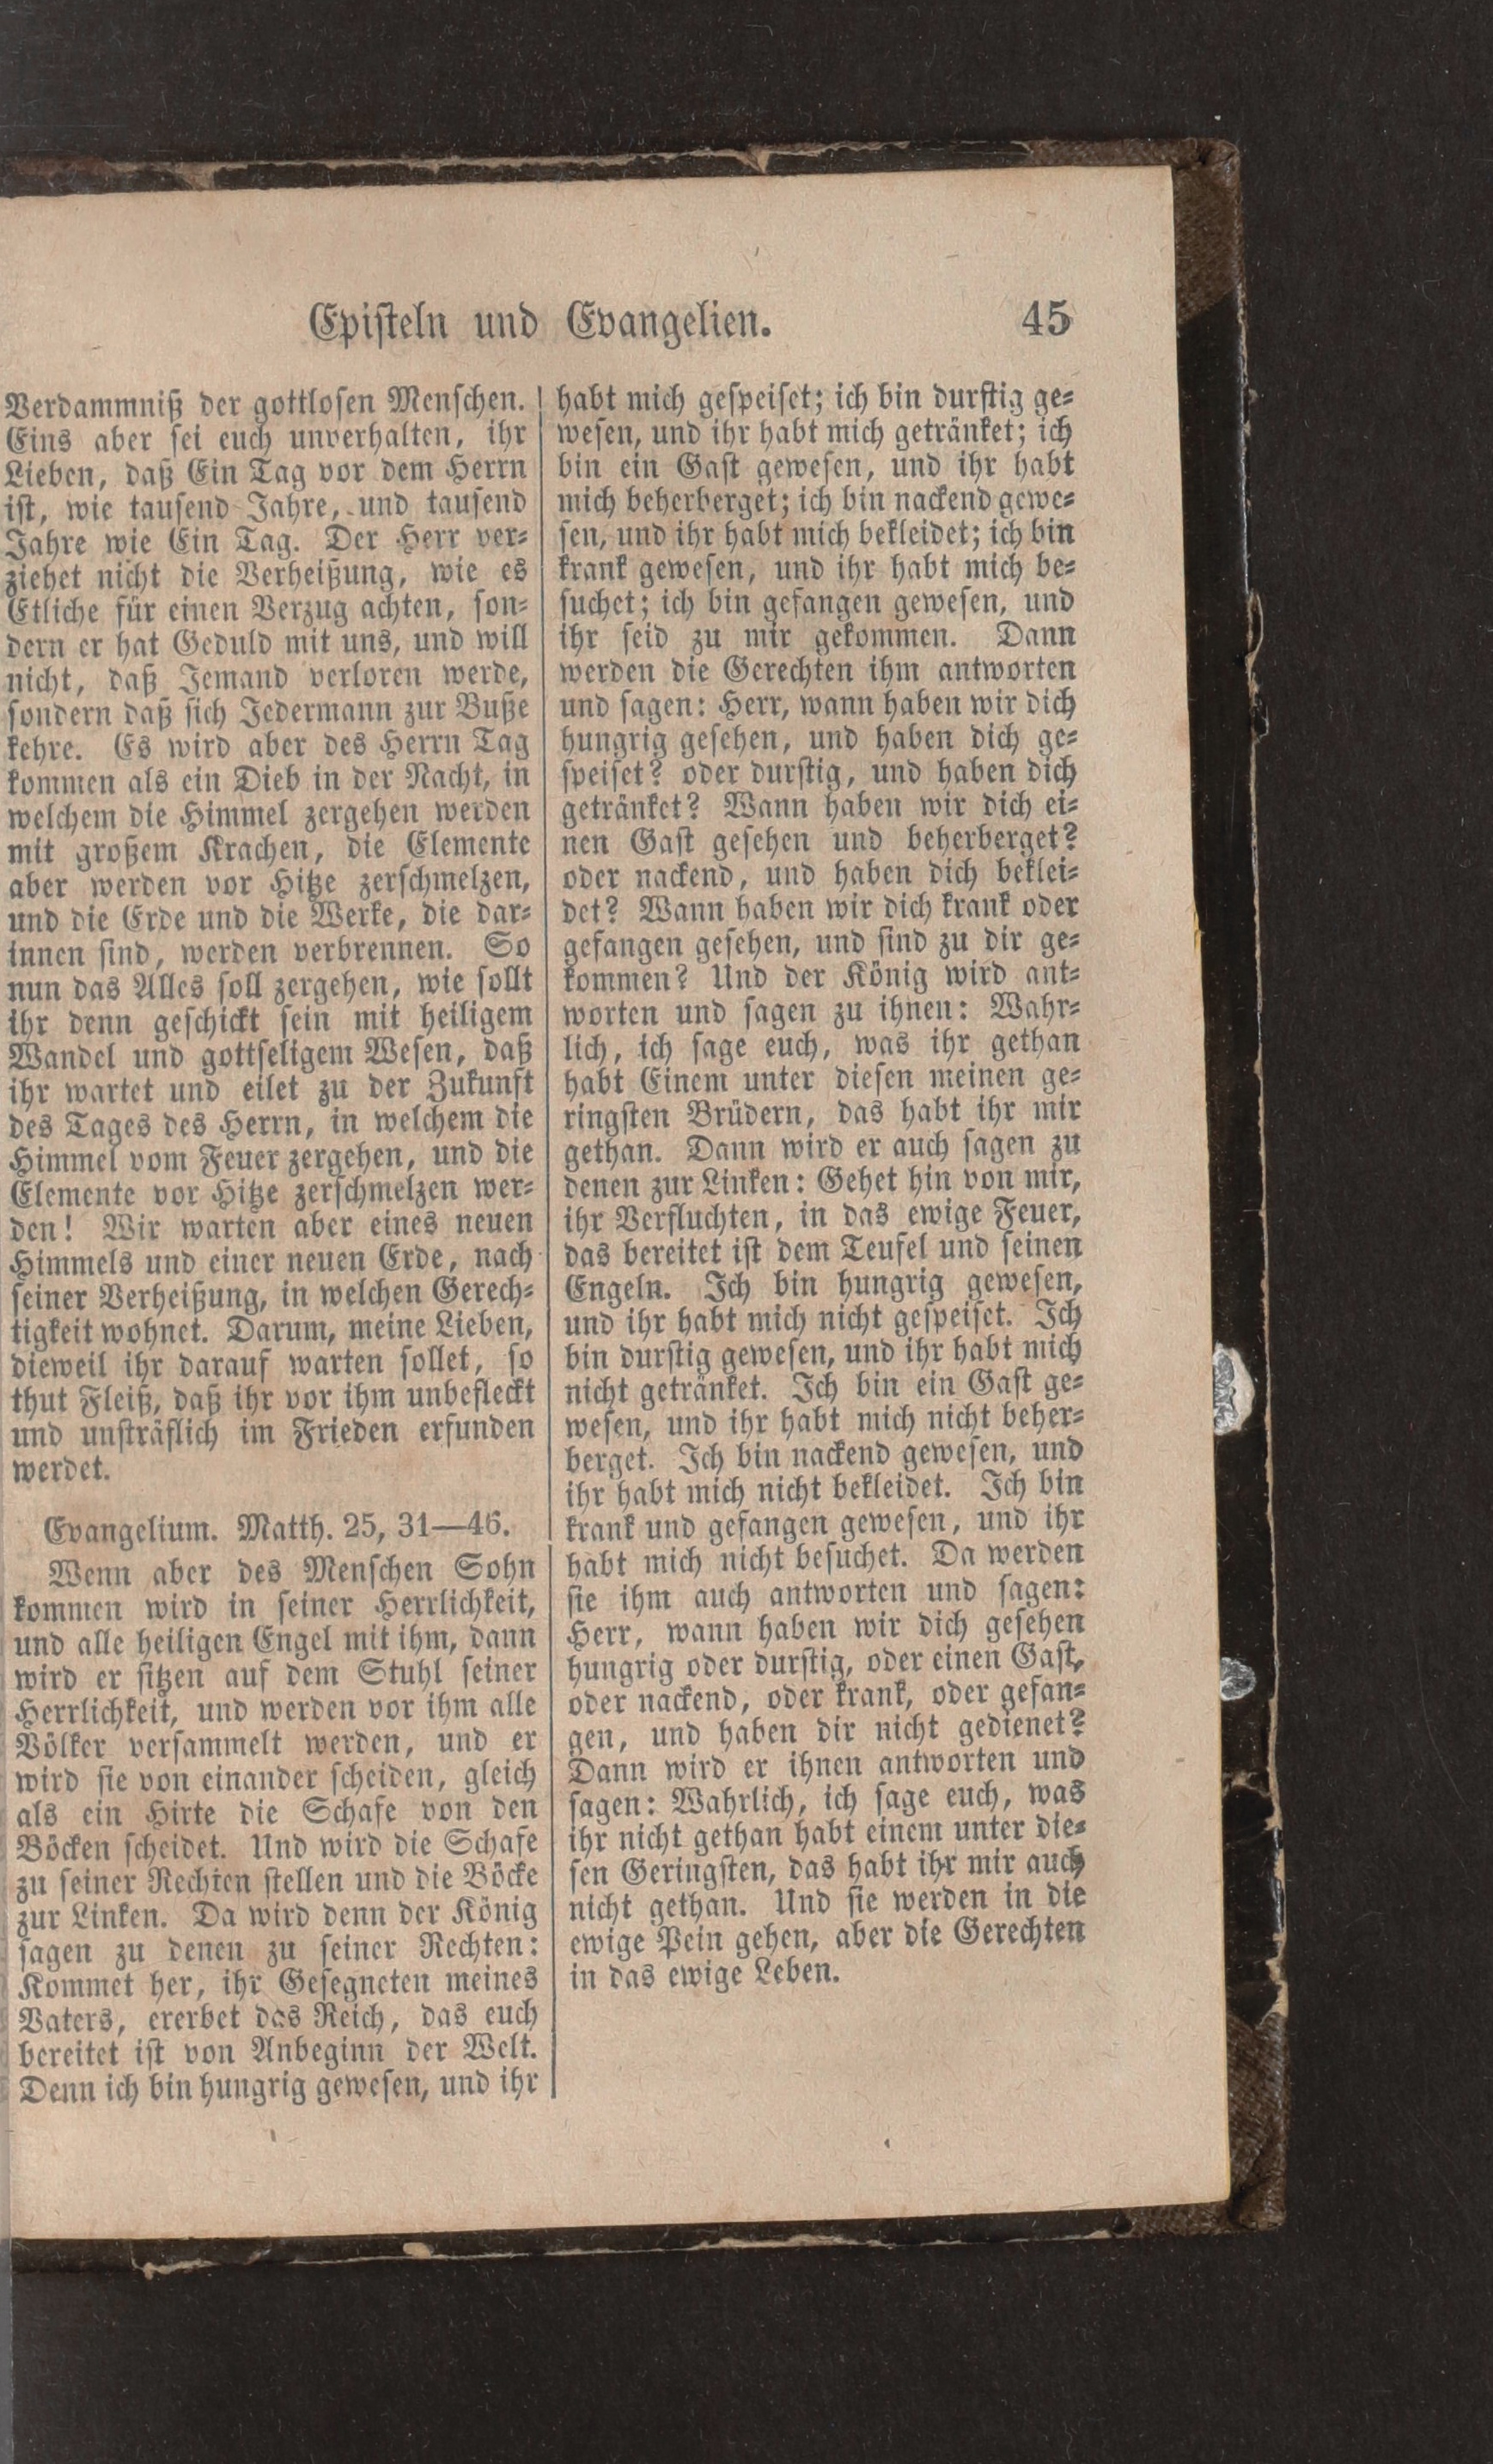 Episteln und Evangelien. 45
Verdammniß der gottlosen Menschen.
Eins aber sei euch unverhalten, ihr
Lieben, daß Ein Tag vor dem Herrn
ist, wie tausend Jahre, und tausend
Jahre wie Ein Tag. Der Herr ver-
ziehet nicht die Verheißung, wie es
Etliche für einen Verzug achten, son-
dern er hat Geduld mit uns, und will
nicht, daß Jemand verloren werde,
sondern daß sich Jedermann zur Buße
kehre. Es wird aber des Herrn Tag
kommen als ein Dieb in der Nacht, in
welchem die Himmel zergehen werden
mit großem Krachen, die Elemente
aber werden vor Hitze zerschmelzen,
und die Erde und die Werke, die dar-
innen sind, werden verbrennen. So
nun das Alles soll zergehen, wie sollt
ihr denn geschickt sein mit heiligem
Wandel und gottseligem Wesen, daß
ihr wartet und eilet zu der Zukunft
des Tages des Herrn, in welchem die
Himmel vom Feuer zergehen, und die
Elemente vor Hitze zerschmelzen wer-
den! Wir warten aber eines neuen
Himmels und einer neuen Erde, nach
seiner Verheißung, in welchen Gerech-
tigkeit wohnet. Darum, meine Lieben,
dieweil ihr darauf warten sollet, so
thut Fleiß, daß ihr vor ihm unbefleckt
und unsträflich im Frieden erfunden
werdet.
Evangelium. Matth. 25, 31—46.
Wenn aber des Menschen Sohn
kommen wird in seiner Herrlichkeit,
und alle heiligen Engel mit ihm, dann
wird er sitzen auf dem Stuhl seiner
Herrlichkeit, und werden vor ihm alle
Völker versammelt werden, und er
wird sie von einander scheiden, gleich
als ein Hirte die Schafe von den
Böcken scheidet. Und wird die Schafe
zu seiner Rechten stellen und die Böcke
zur Linken. Da wird denn der König
sagen zu denen zu seiner Rechten:
Kommet her, ihr Gesegneten meines
Vaters, ererbet das Reich, das euch
bereitet ist von Anbeginn der Welt.
Denn ich bin hungrig gewesen, und ihr
habt mich gespeiset; ich bin durstig ge-
wesen, und ihr habt mich getränket; ich
bin ein Gast gewesen, und ihr habt
mich beherberget; ich bin nackend gewe-
sen, und ihr habt mich bekleidet; ich bin
krank gewesen, und ihr habt mich be-
suchet; ich bin gefangen gewesen, und
ihr seid zu mir gekommen. Dann
werden die Gerechten ihm antworten
und sagen: Herr, wann haben wir dich
hungrig gesehen, und haben dich ge-
speiset? oder durstig, und haben dich
getränket? Wann haben wir dich ei-
nen Gast gesehen und beherberget?
oder nackend, und haben dich beklei-
det? Wann haben wir dich krank oder
gefangen gesehen, und sind zu dir ge-
kommen? Und der König wird ant-
worten und sagen zu ihnen: Wahr-
lich, ich sage euch, was ihr gethan
habt Einem unter diesen meinen ge-
ringsten Brüdern, das habt ihr mir
gethan. Dann wird er auch sagen zu
denen zur Linken: Gehet hin von mir,
ihr Verfluchten, in das ewige Feuer,
das bereitet ist dem Teufel und seinen
Engeln. Ich bin hungrig gewesen,
und ihr habt mich nicht gespeiset. Ich
bin durstig gewesen, und ihr habt mich
nicht getränket. Ich bin ein Gast ge-
wesen, und ihr habt mich nicht beher-
berget. Ich bin nackend gewesen, und
ihr habt mich nicht bekleidet. Ich bin
krank und gefangen gewesen, und ihr
habt mich nicht besuchet. Da werden
sie ihm auch antworten und sagen:
Herr, wann haben wir dich gesehen
hungrig oder durstig, oder einen Gast,
oder nackend, oder krank, oder gefan-
gen, und haben dir nicht gedienet?
Dann wird er ihnen antworten und
sagen: Wahrlich, ich sage euch, was
ihr nicht gethan habt einem unter die-
sen Geringsten, das habt ihr mir auch
nicht gethan. Und sie werden in die
ewige Pein gehen, aber die Gerechten
in das ewige Leben.